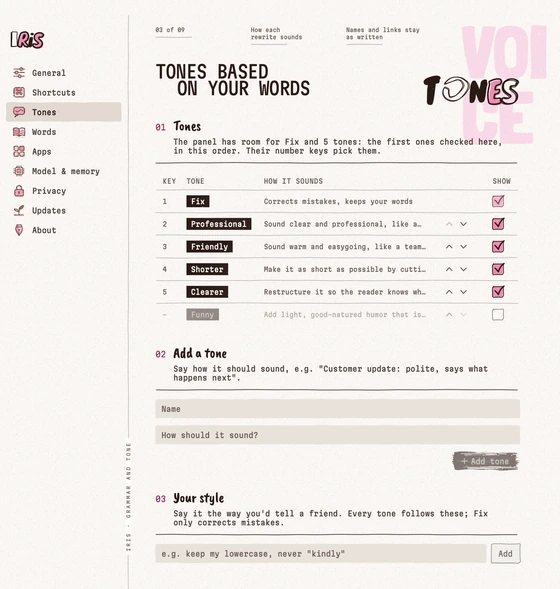 IRiS
General
Shortcuts
Tones
Words
Apps
Model & memory
Privacy
Updates
About
IRIS · GRAMMAR AND TONE
03 of 09
How each
rewrite sounds
Names and links stay
as written
TONES BASED
ON YOUR WORDS
VOI
CE
TONES
01 Tones
The panel has room for Fix and 5 tones: the first ones checked here,
in this order. Their number keys pick them.
KEY TONE HOW IT SOUNDS SHOW
1 Fix Corrects mistakes, keeps your words
2 Professional Sound clear and professional, like a…
3 Friendly Sound warm and easygoing, like a team…
4 Shorter Make it as short as possible by cutti…
5 Clearer Restructure it so the reader knows wh…
– Funny Add light, good-natured humor that is…
02 Add a tone
Say how it should sound, e.g. "Customer update: polite, says what
happens next".
Name
How should it sound?
+ Add tone
03 Your style
Say it the way you'd tell a friend. Every tone follows these; Fix
only corrects mistakes.
e.g. keep my lowercase, never "kindly"
Add